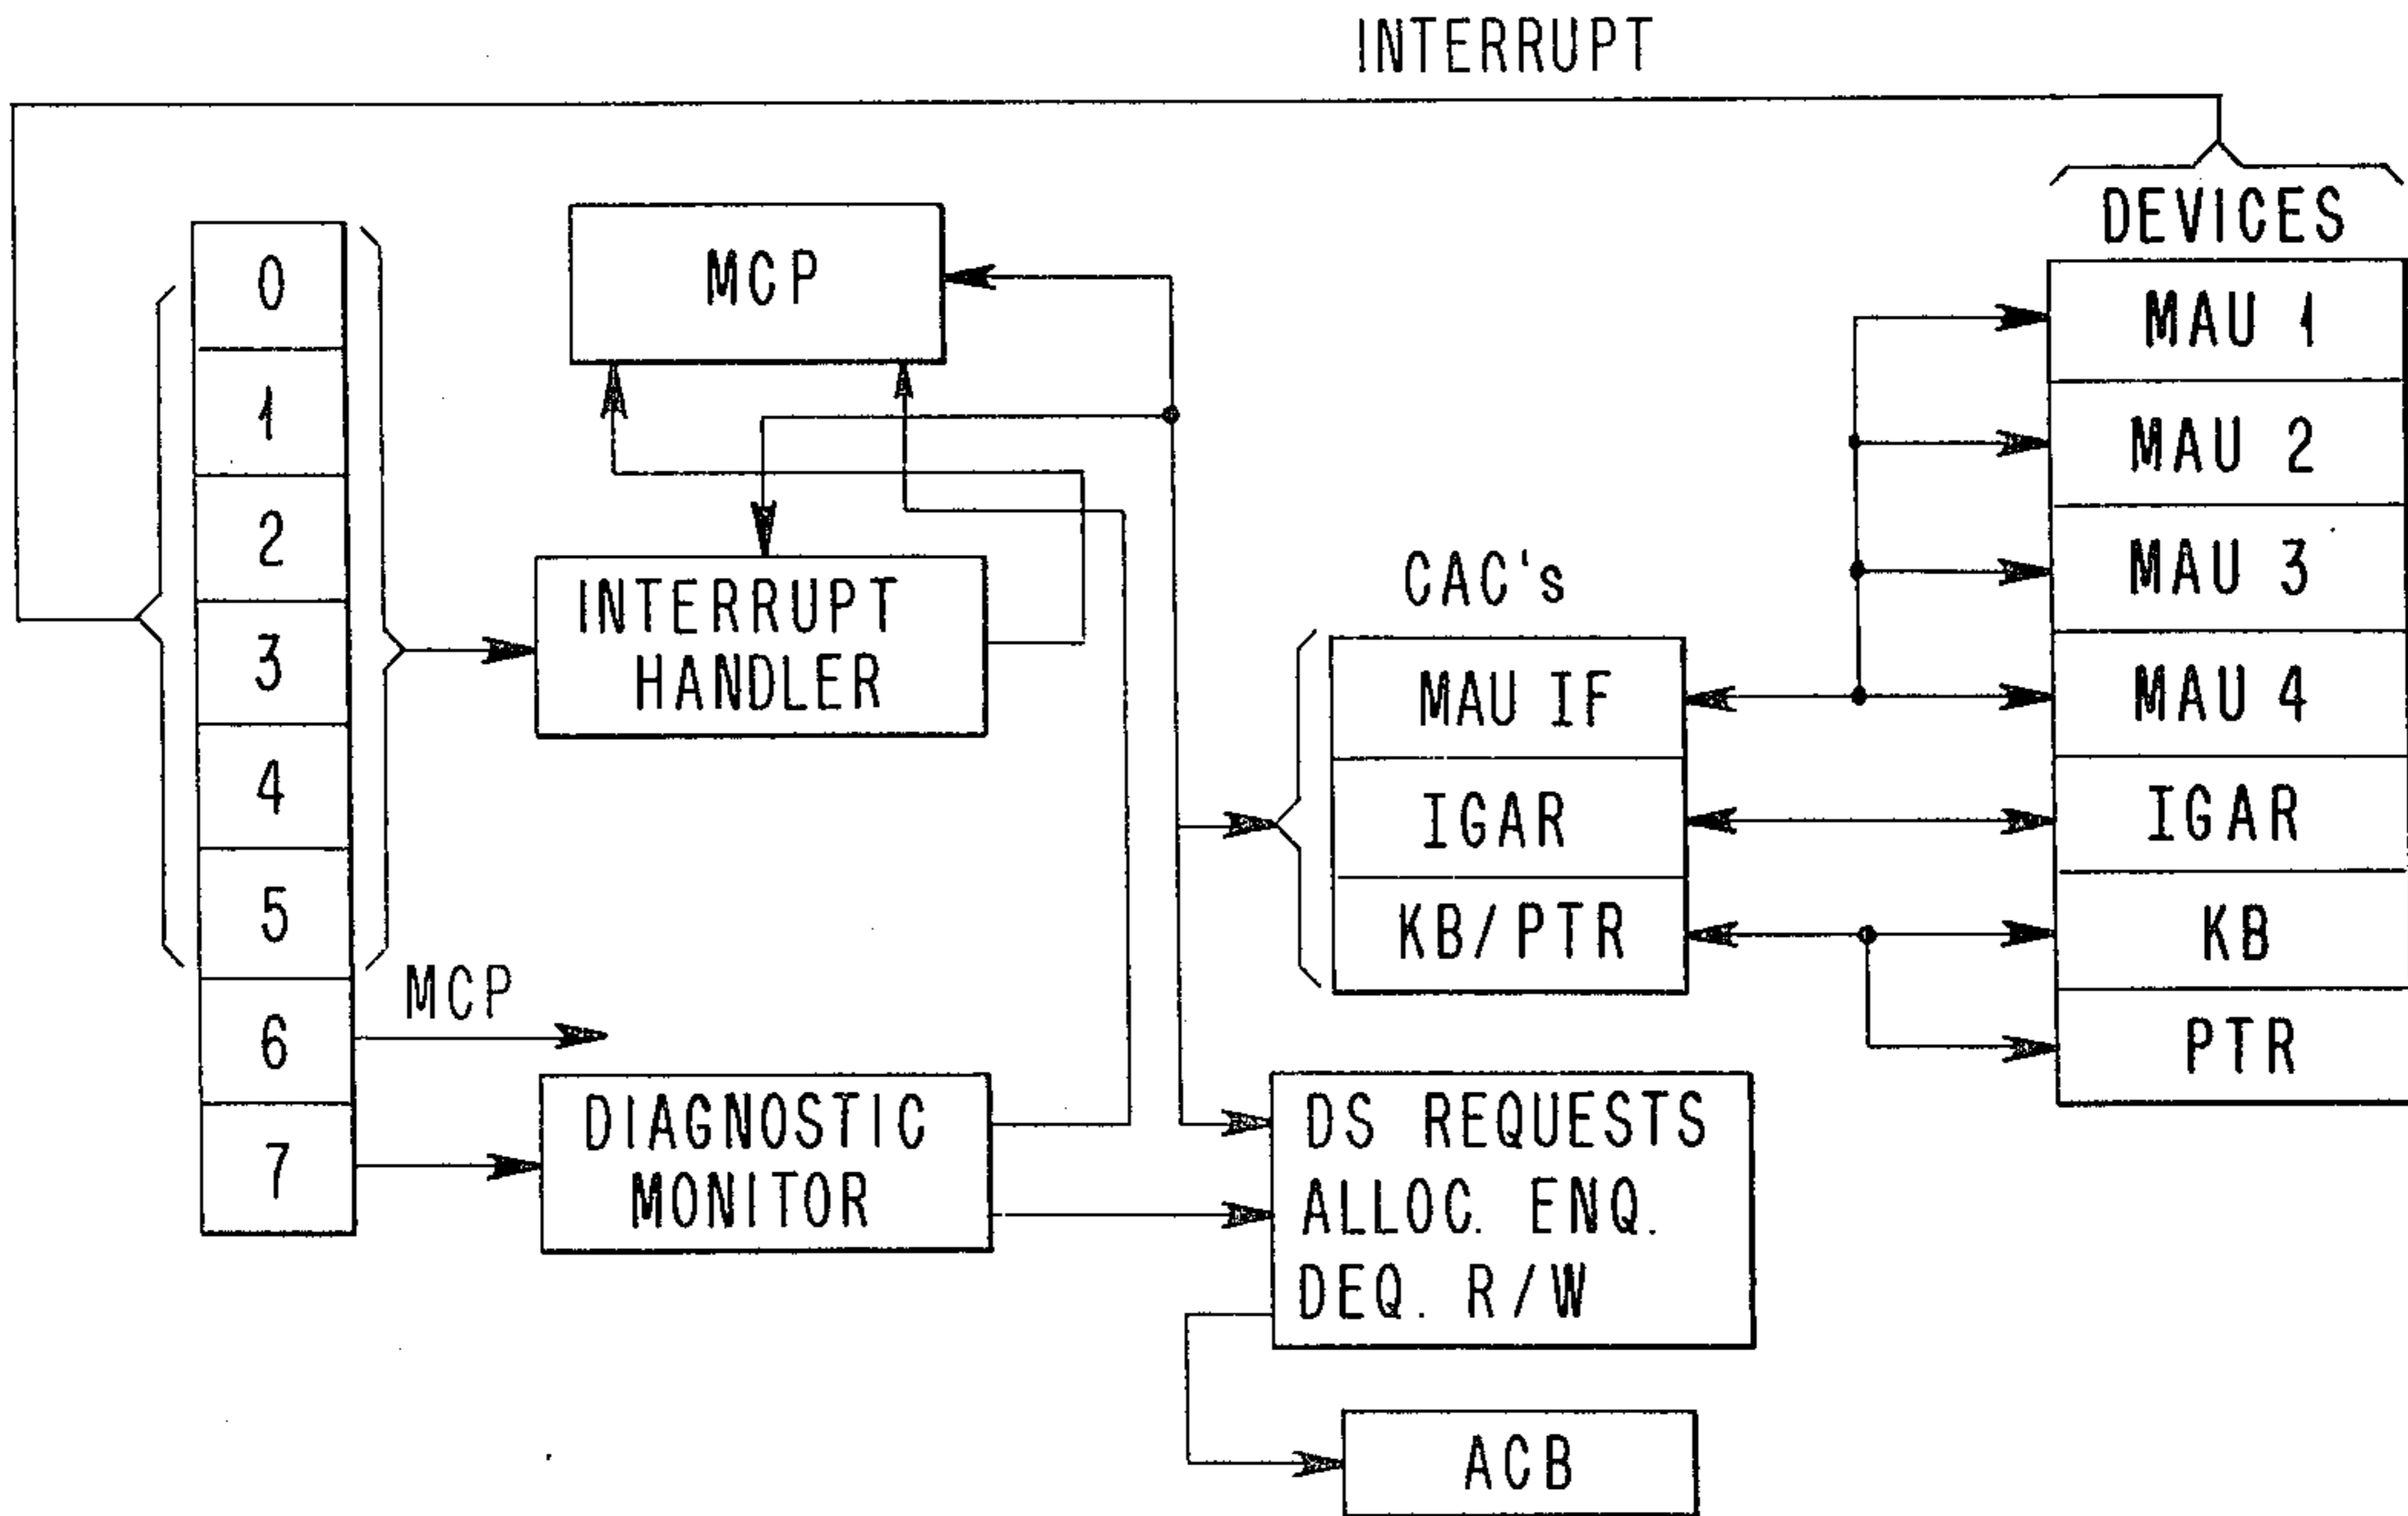 INTERRUPT
DEVICES
MAU 1
MAU 2
MAU 3
MAU 4
IGAR
KB
PTR
0
1
2
3
4
5
6
7
MCP
INTERRUPT
HANDLER
MCP
DIAGNOSTIC
MONITOR
CAC's
MAU IF
IGAR
KB/PTR
DS REQUESTS
ALLOC. ENQ.
DEQ. R/W
ACB